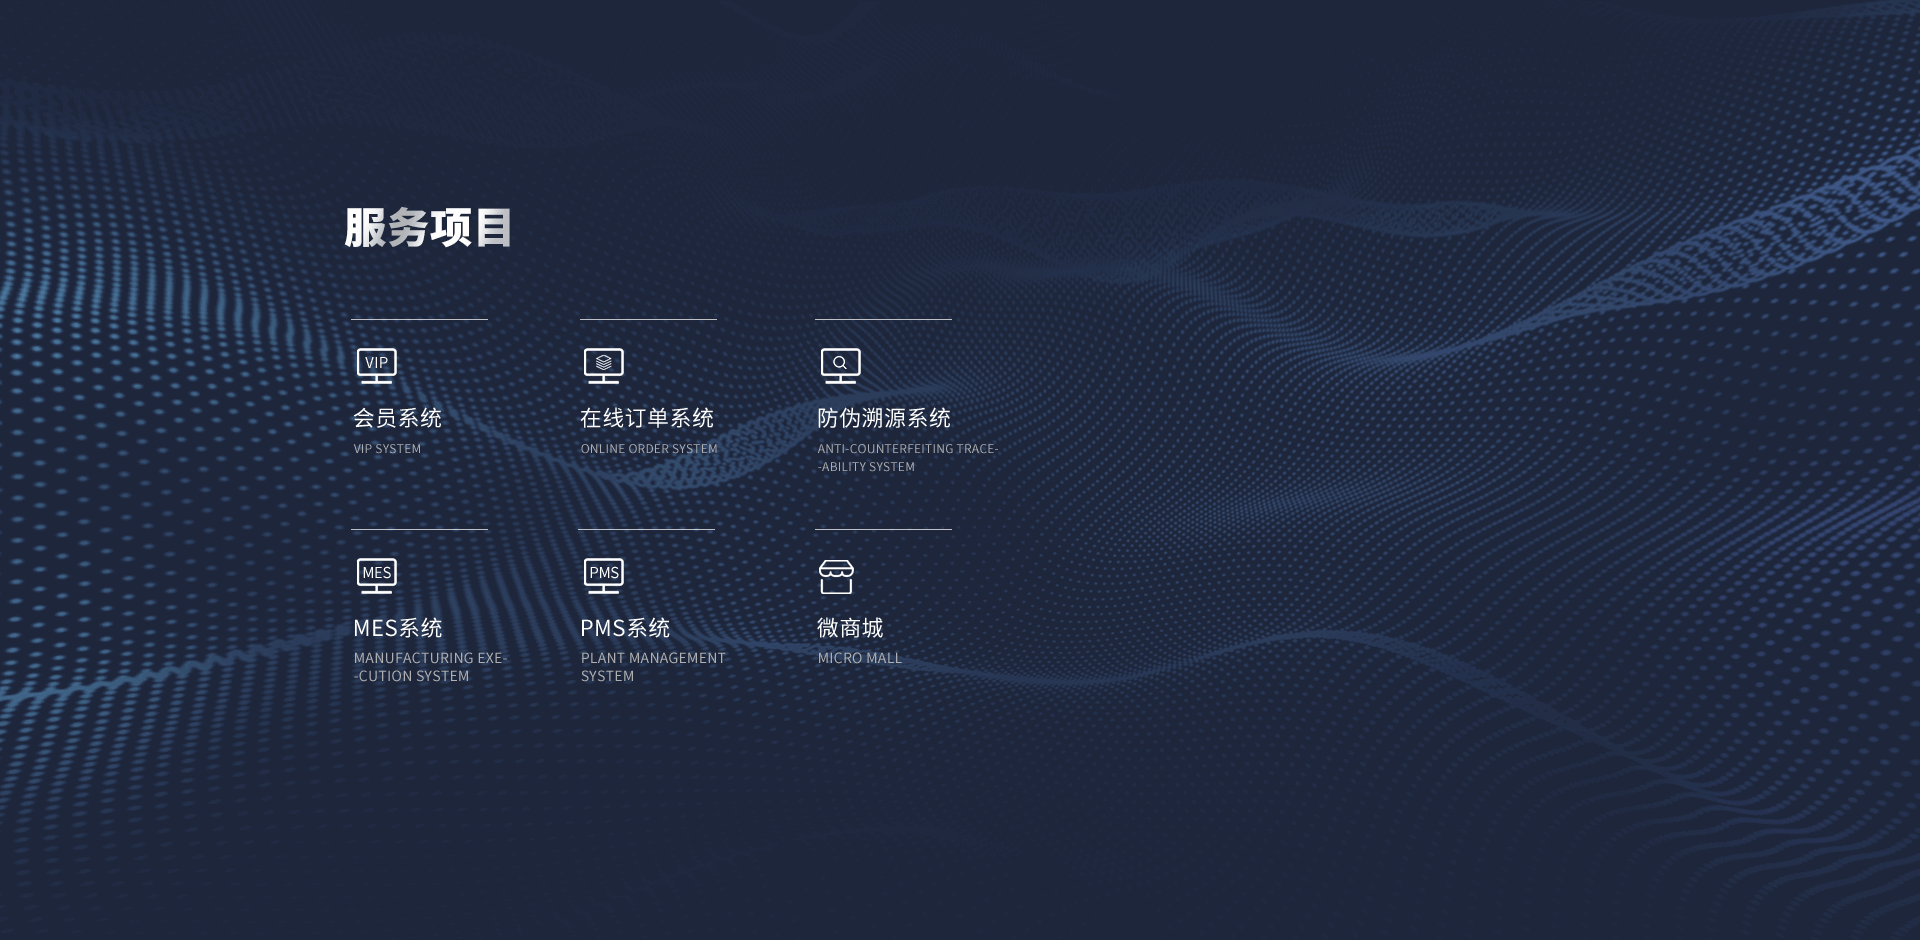 服务项目
VIP
会员系统
VIP SYSTEM
在线订单系统
ONLINE ORDER SYSTEM
防伪溯源系统
ANTI-COUNTERFEITING TRACE-
-ABILITY SYSTEM
MES
MES系统
MANUFACTURING EXE-
-CUTION SYSTEM
PMS
PMS系统
PLANT MANAGEMENT
SYSTEM
微商城
MICRO MALL